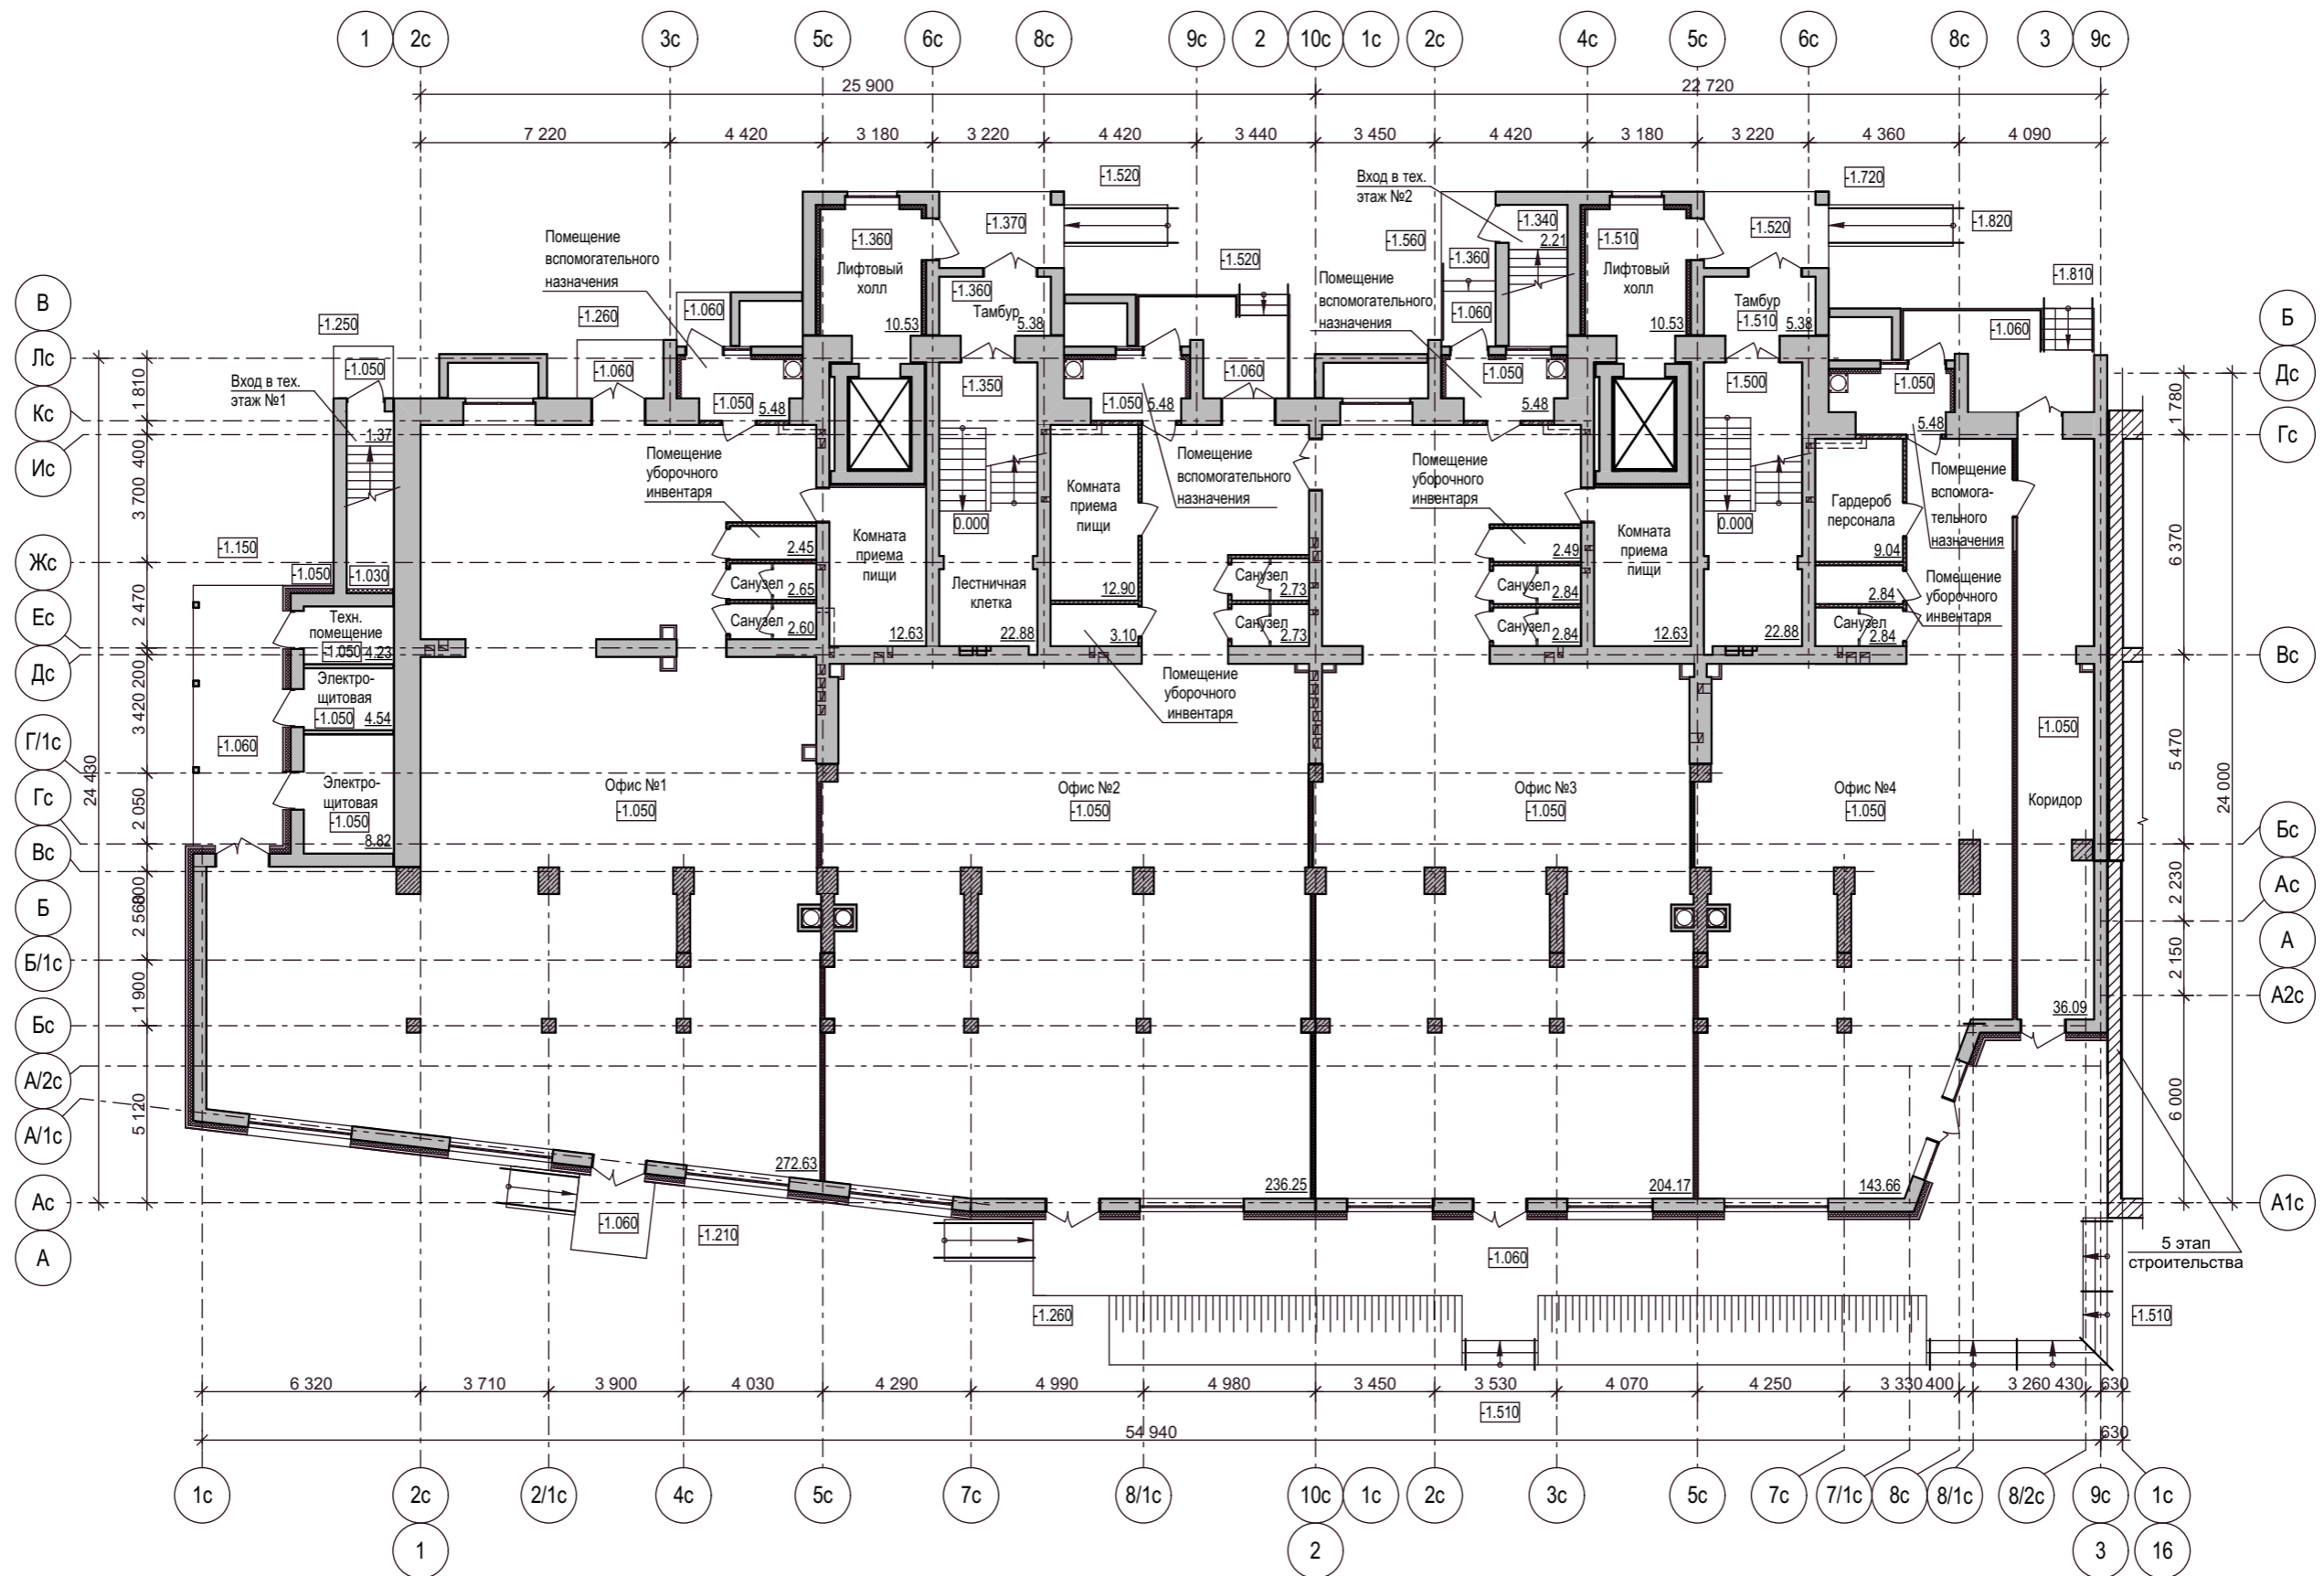 1
2с
3с
5с
6с
8с
9с
2
10с
1с
2с
4с
5с
6с
8с
3
9с
25 900
22 720
7 220
4 420
3 180
3 220
4 420
3 440
3 450
4 420
3 180
3 220
4 360
4 090
-1.520
Вход в тех.
этаж №2
-1.720
-1.370
-1.340
2.21
-1.520
-1.820
Помещение
вспомогательного
назначения
-1.360
Лифтовый
холл
10.53
-1.560
-1.510
Лифтовый
холл
10.53
-1.520
-1.360
Помещение
вспомогательного
назначения
-1.810
-1.360
Тамбур
5.38
Тамбур
-1.510
5.38
-1.060
-1.260
-1.250
-1.060
-1.060
В
Лс
Кс
Ис
Жс
Ес
Дс
Г/1с
Гс
Вс
Б
Б/1с
Бс
А/2с
А/1с
Ас
А
Б
Дс
Гс
Вс
Бс
Ас
А
А2с
А1с
1 810
400
3 700
2 470
200
3 420
2 050
800
2 560
1 900
5 120
24 430
1 780
6 370
5 470
2 230
2 150
6 000
24 000
Вход в тех.
этаж №1
-1.050
-1.060
-1.050
5.48
-1.350
-1.050
5.48
-1.060
-1.050
5.48
-1.500
-1.050
5.48
1.37
Помещение
уборочного
инвентаря
Комната
приема
пищи
12.90
Помещение
вспомогательного
назначения
Помещение
уборочного
инвентаря
Гардероб
персонала
9.04
Помещение
вспомога-
тельного
назначения
0.000
0.000
-1.150
-1.050
-1.030
2.45
Санузел
2.65
Санузел
2.60
Комната
приема
пищи
12.63
Лестничная
клетка
22.88
3.10
Санузел
2.73
Санузел
2.73
2.49
Санузел
2.84
Санузел
2.84
Комната
приема
пищи
12.63
22.88
2.84
Санузел
2.84
Помещение
уборочного
инвентаря
Техн.
помещение
-1.050
4.23
Электро-
щитовая
-1.050
4.54
Помещение
уборочного
инвентаря
-1.060
-1.050
Электро-
щитовая
-1.050
8.82
Офис №1
-1.050
Офис №2
-1.050
Офис №3
-1.050
Офис №4
-1.050
Коридор
36.09
272.63
236.25
204.17
143.66
-1.060
-1.210
-1.060
5 этап
строительства
-1.260
-1.510
6 320
3 710
3 900
4 030
4 290
4 990
4 980
3 450
3 530
4 070
4 250
3 330
400
3 260
430
630
-1.510
54 940
630
1с
2с
2/1с
4с
5с
7с
8/1с
10с
1с
2с
3с
5с
7с
7/1с
8с
8/1с
8/2с
9с
1с
1
2
3
16